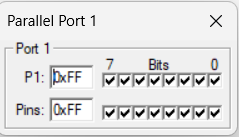 Parallel Port 1
Port 1
7 Bits 0
P1: 0xFF
Pins: 0xFF